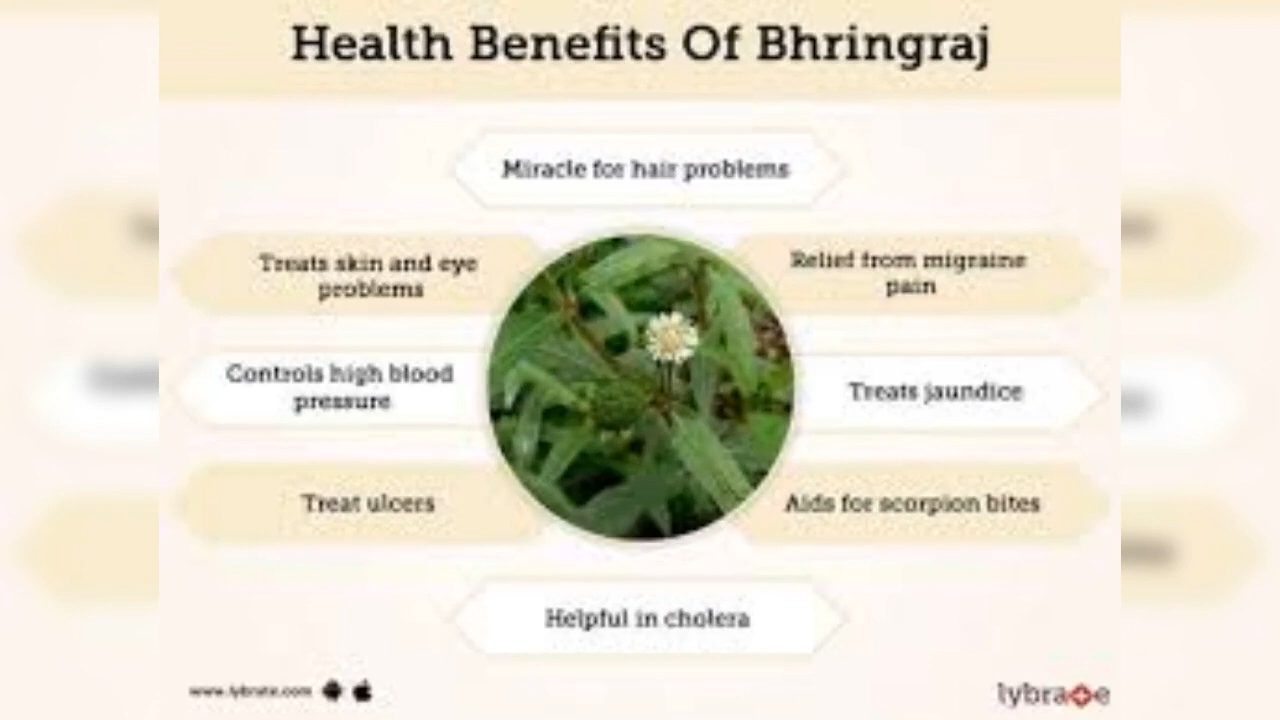 Health Benefits Of Bhringraj
Miracle for hair problems
Treats skin and eye
problems
Relief from migraine
pain
Controls high blood
pressure
Treats jaundice
Treat ulcers
Aids for scorpion bites
Helpful in cholera
www.lybrate.com
lybrate